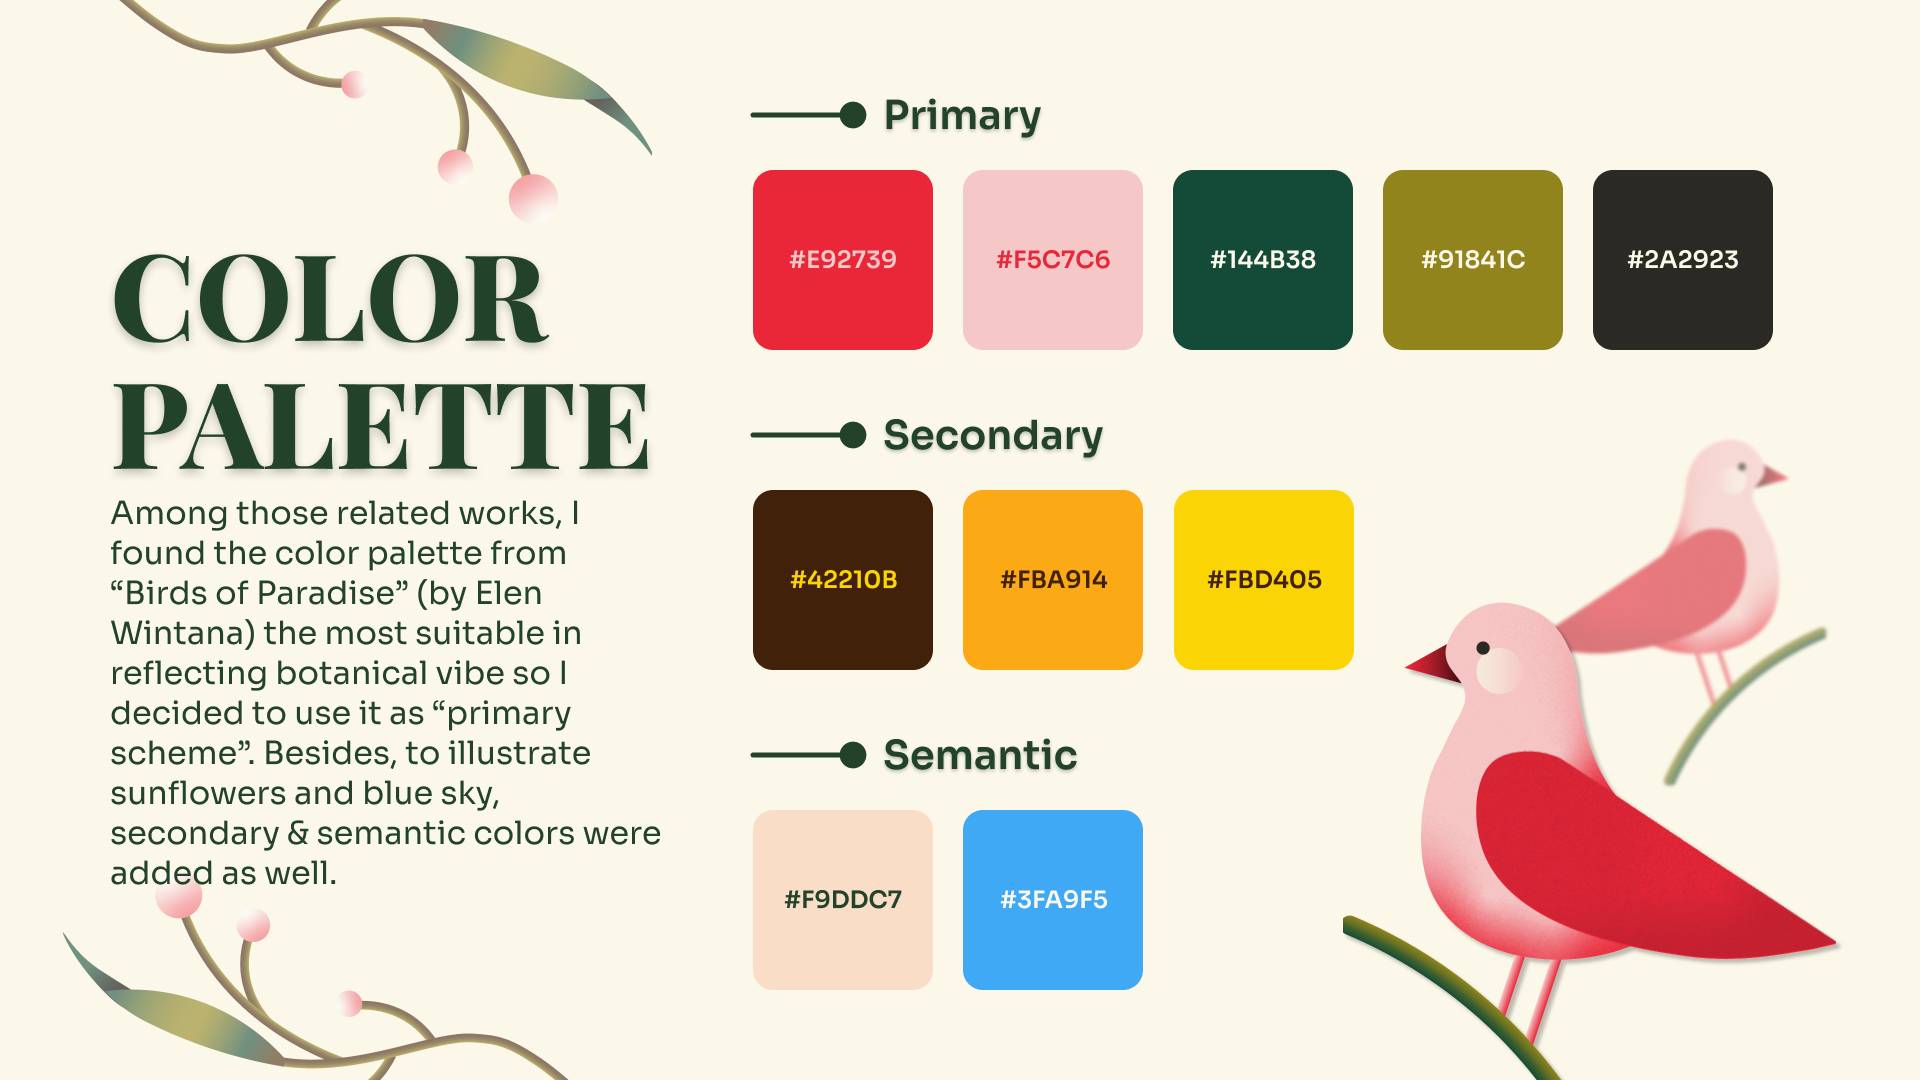 COLOR
PALETTE
Among those related works, I
found the color palette from
“Birds of Paradise” (by Elen
Wintana) the most suitable in
reflecting botanical vibe so I
decided to use it as “primary
scheme”. Besides, to illustrate
sunflowers and blue sky,
secondary & semantic colors were
added as well.
Primary
#E92739 #F5C7C6 #144B38 #91841C #2A2923
Secondary
#42210B #FBA914 #FBD405
Semantic
#F9DDC7 #3FA9F5